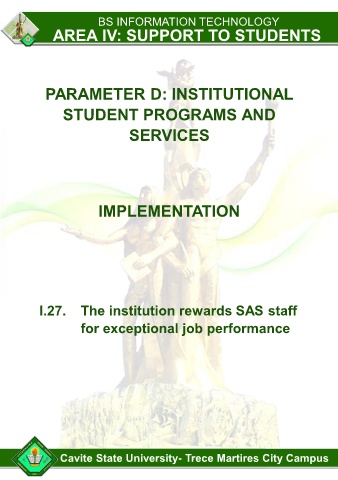 BS INFORMATION TECHNOLOGY
AREA IV: SUPPORT TO STUDENTS
PARAMETER D: INSTITUTIONAL
STUDENT PROGRAMS AND
SERVICES
IMPLEMENTATION
I.27. The institution rewards SAS staff
for exceptional job performance
Cavite State University- Trece Martires City Campus